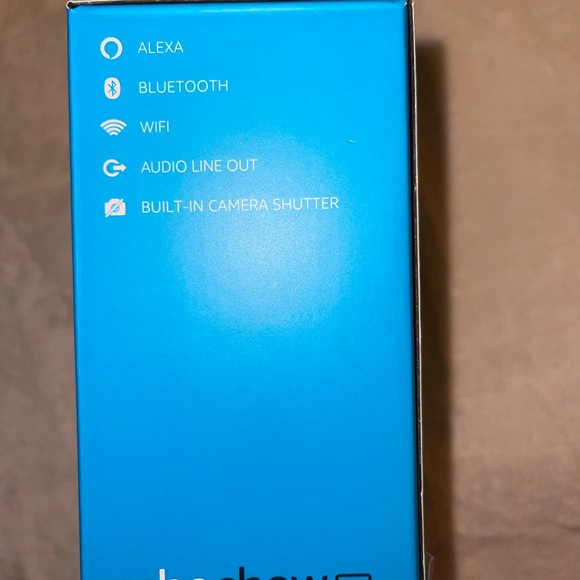 ALEXA
BLUETOOTH
WIFI
AUDIO LINE OUT
BUILT-IN CAMERA SHUTTER